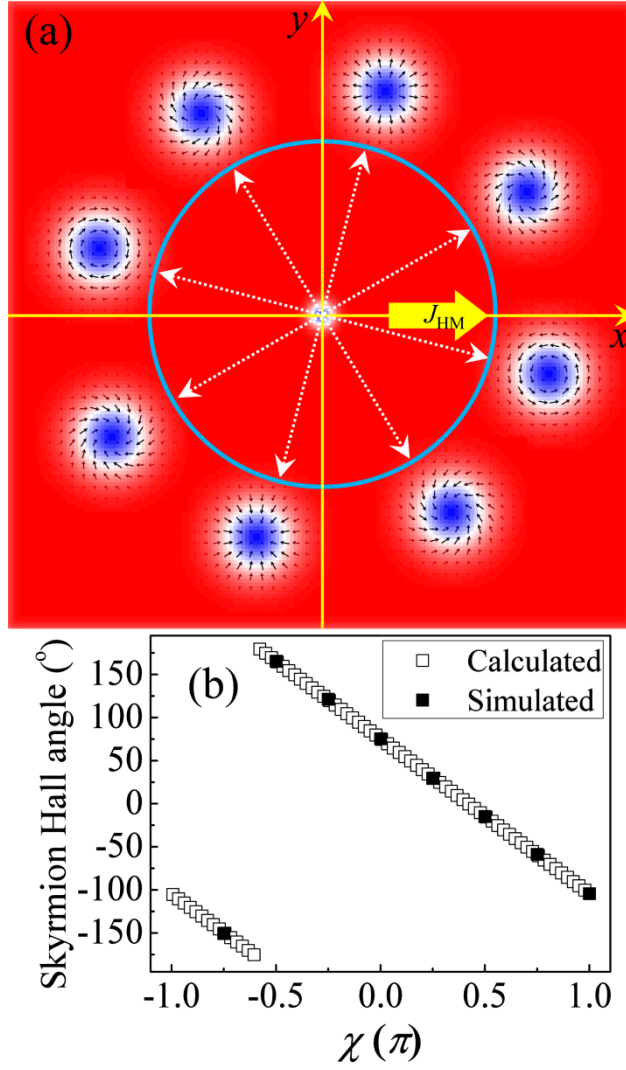 (a)
y
J_HM
x
(b)
Calculated
Simulated
Skyrmion Hall angle (°)
150
100
50
0
-50
-100
-150
-1.0 -0.5 0.0 0.5 1.0
χ (π)